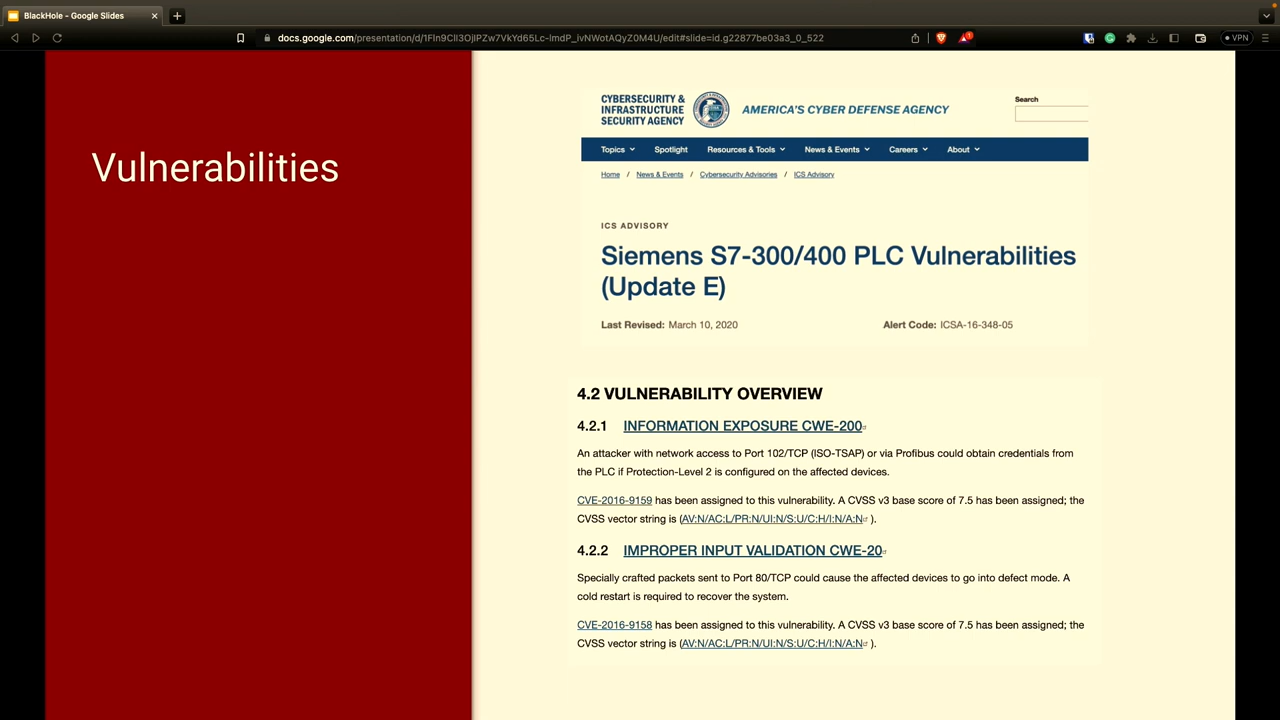 BlackHole - Google Slides
docs.google.com/presentation/d/1FIn9ClI3OjIPZw7VkYd65Lc-lmdP_ivNWotAQyZ0M4U/edit#slide=id.g22877be03a3_0_522
1
VPN
Vulnerabilities
CYBERSECURITY &
INFRASTRUCTURE
SECURITY AGENCY
AMERICA'S CYBER DEFENSE AGENCY
Search
Topics Spotlight Resources & Tools News & Events Careers About
Home / News & Events / Cybersecurity Advisories / ICS Advisory
ICS ADVISORY
Siemens S7-300/400 PLC Vulnerabilities
(Update E)
Last Revised: March 10, 2020 Alert Code: ICSA-16-348-05
4.2 VULNERABILITY OVERVIEW
4.2.1 INFORMATION EXPOSURE CWE-200
An attacker with network access to Port 102/TCP (ISO-TSAP) or via Profibus could obtain credentials from
the PLC if Protection-Level 2 is configured on the affected devices.
CVE-2016-9159 has been assigned to this vulnerability. A CVSS v3 base score of 7.5 has been assigned; the
CVSS vector string is (AV:N/AC:L/PR:N/UI:N/S:U/C:H/I:N/A:N ).
4.2.2 IMPROPER INPUT VALIDATION CWE-20
Specially crafted packets sent to Port 80/TCP could cause the affected devices to go into defect mode. A
cold restart is required to recover the system.
CVE-2016-9158 has been assigned to this vulnerability. A CVSS v3 base score of 7.5 has been assigned; the
CVSS vector string is (AV:N/AC:L/PR:N/UI:N/S:U/C:H/I:N/A:N ).